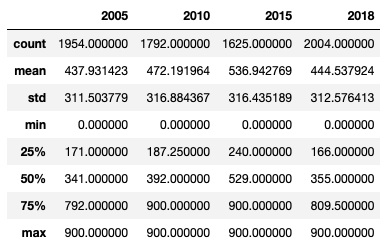 2005 2010 2015 2018
count 1954.000000 1792.000000 1625.000000 2004.000000
mean 437.931423 472.191964 536.942769 444.537924
std 311.503779 316.884367 316.435189 312.576413
min 0.000000 0.000000 0.000000 0.000000
25% 171.000000 187.250000 240.000000 166.000000
50% 341.000000 392.000000 529.000000 355.000000
75% 792.000000 900.000000 900.000000 809.500000
max 900.000000 900.000000 900.000000 900.000000